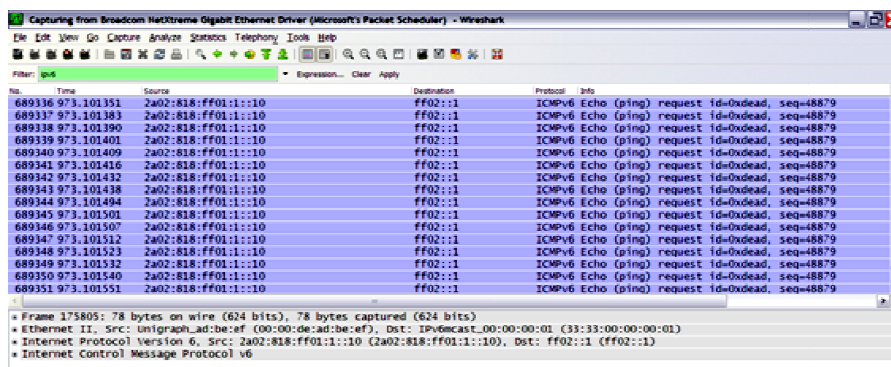 Capturing from Broadcom NetXtreme Gigabit Ethernet Driver (Microsoft's Packet Scheduler) - Wireshark
File Edit View Go Capture Analyze Statistics Telephony Tools Help
Filter: ipv6 Expression... Clear Apply
No. Time Source Destination Protocol Info
689336 973.101351 2a02:818:ff01:1::10 ff02::1 ICMPv6 Echo (ping) request id=0xdead, seq=48879
689337 973.101383 2a02:818:ff01:1::10 ff02::1 ICMPv6 Echo (ping) request id=0xdead, seq=48879
689338 973.101390 2a02:818:ff01:1::10 ff02::1 ICMPv6 Echo (ping) request id=0xdead, seq=48879
689339 973.101401 2a02:818:ff01:1::10 ff02::1 ICMPv6 Echo (ping) request id=0xdead, seq=48879
689340 973.101409 2a02:818:ff01:1::10 ff02::1 ICMPv6 Echo (ping) request id=0xdead, seq=48879
689341 973.101416 2a02:818:ff01:1::10 ff02::1 ICMPv6 Echo (ping) request id=0xdead, seq=48879
689342 973.101432 2a02:818:ff01:1::10 ff02::1 ICMPv6 Echo (ping) request id=0xdead, seq=48879
689343 973.101438 2a02:818:ff01:1::10 ff02::1 ICMPv6 Echo (ping) request id=0xdead, seq=48879
689344 973.101494 2a02:818:ff01:1::10 ff02::1 ICMPv6 Echo (ping) request id=0xdead, seq=48879
689345 973.101501 2a02:818:ff01:1::10 ff02::1 ICMPv6 Echo (ping) request id=0xdead, seq=48879
689346 973.101507 2a02:818:ff01:1::10 ff02::1 ICMPv6 Echo (ping) request id=0xdead, seq=48879
689347 973.101512 2a02:818:ff01:1::10 ff02::1 ICMPv6 Echo (ping) request id=0xdead, seq=48879
689348 973.101523 2a02:818:ff01:1::10 ff02::1 ICMPv6 Echo (ping) request id=0xdead, seq=48879
689349 973.101532 2a02:818:ff01:1::10 ff02::1 ICMPv6 Echo (ping) request id=0xdead, seq=48879
689350 973.101540 2a02:818:ff01:1::10 ff02::1 ICMPv6 Echo (ping) request id=0xdead, seq=48879
689351 973.101551 2a02:818:ff01:1::10 ff02::1 ICMPv6 Echo (ping) request id=0xdead, seq=48879
Frame 175805: 78 bytes on wire (624 bits), 78 bytes captured (624 bits)
Ethernet II, Src: Unigraph_ad:be:ef (00:00:de:ad:be:ef), Dst: IPv6mcast_00:00:00:01 (33:33:00:00:00:01)
Internet Protocol Version 6, Src: 2a02:818:ff01:1::10 (2a02:818:ff01:1::10), Dst: ff02::1 (ff02::1)
Internet Control Message Protocol v6